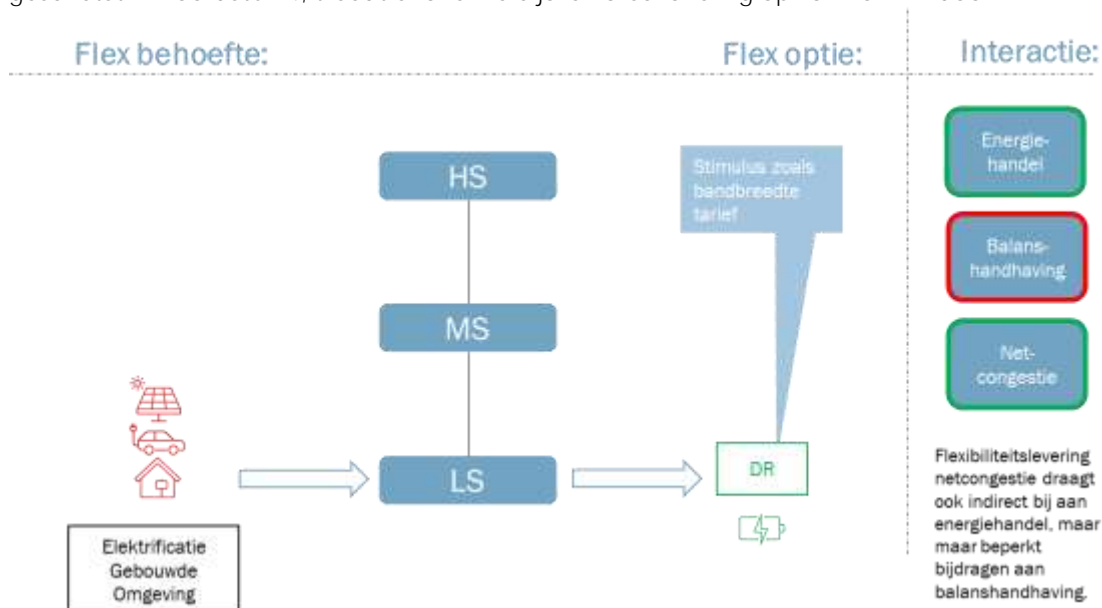 Flex behoefte:
Flex optie:
Interactie:
HS
MS
LS
Stimulus zoals
bandbreedte
tarief
DR
Elektrificatie
Gebouwde
Omgeving
Energie-
handel
Balans-
handhaving
Net-
congestie
Flexibiliteitslevering
netcongestie draagt
ook indirect bij aan
energiehandel, maar
maar beperkt
bijdragen aan
balanshandhaving.